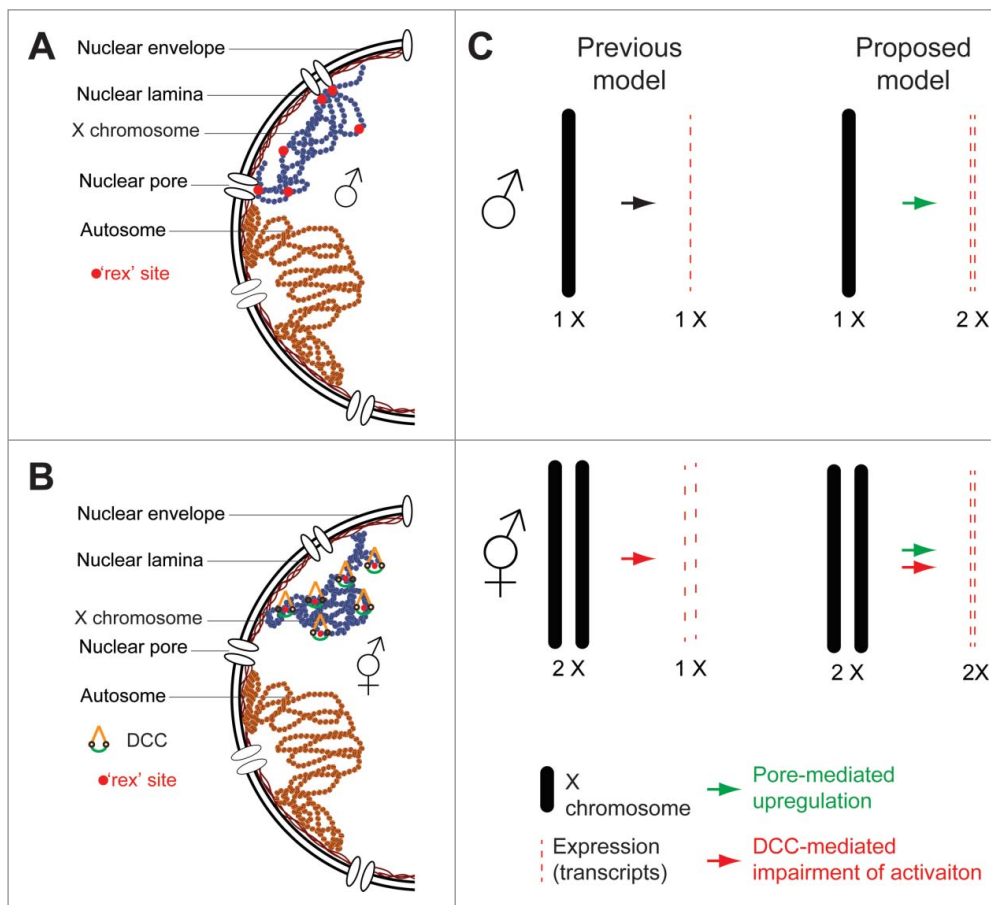 A
Nuclear envelope
Nuclear lamina
X chromosome
Nuclear pore
Autosome
'rex' site
B
Nuclear envelope
Nuclear lamina
X chromosome
Nuclear pore
Autosome
DCC
'rex' site
C
Previous
model
Proposed
model
1 X
1 X
1 X
2 X
2 X
1 X
2 X
2X
X
chromosome
Pore-mediated
upregulation
Expression
(transcripts)
DCC-mediated
impairment of activaiton